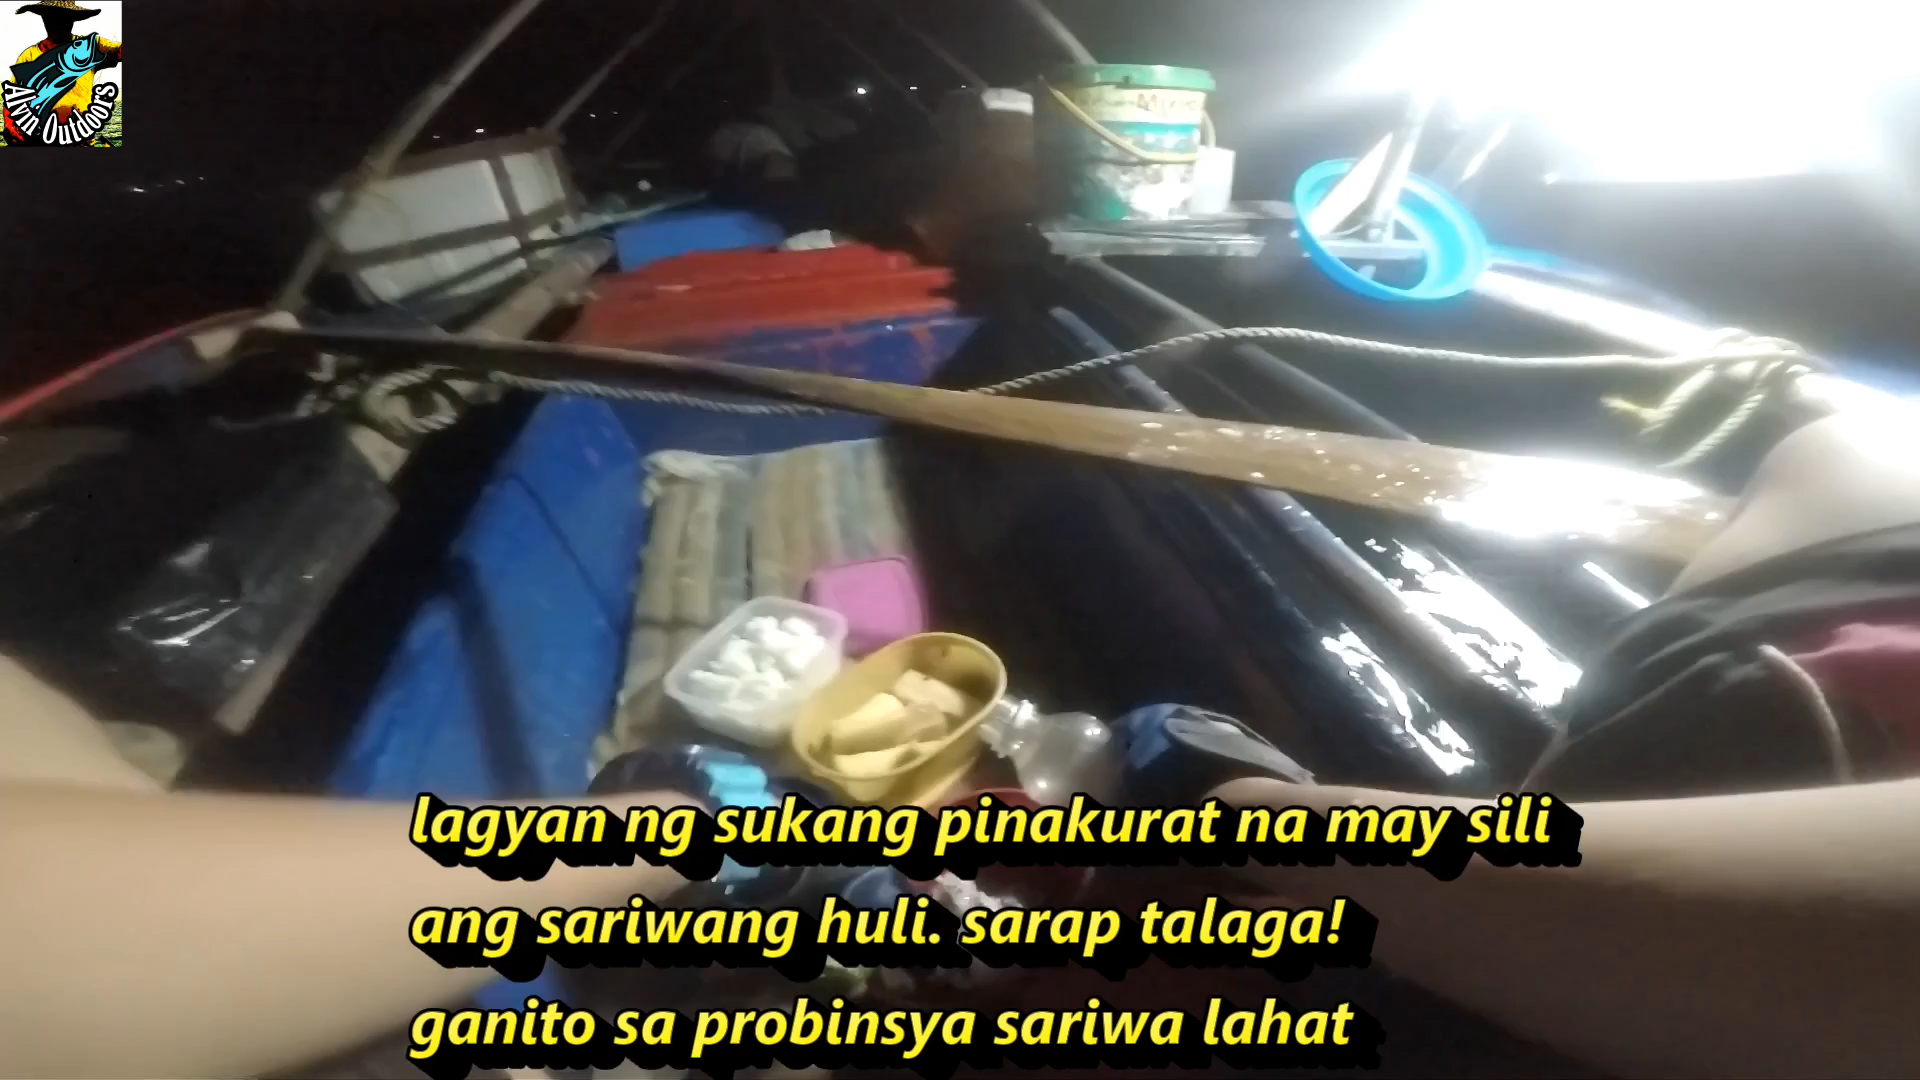 Alvin Outdoors
lagyan ng sukang pinakurat na may sili
ang sariwang huli. sarap talaga!
ganito sa probinsya sariwa lahat